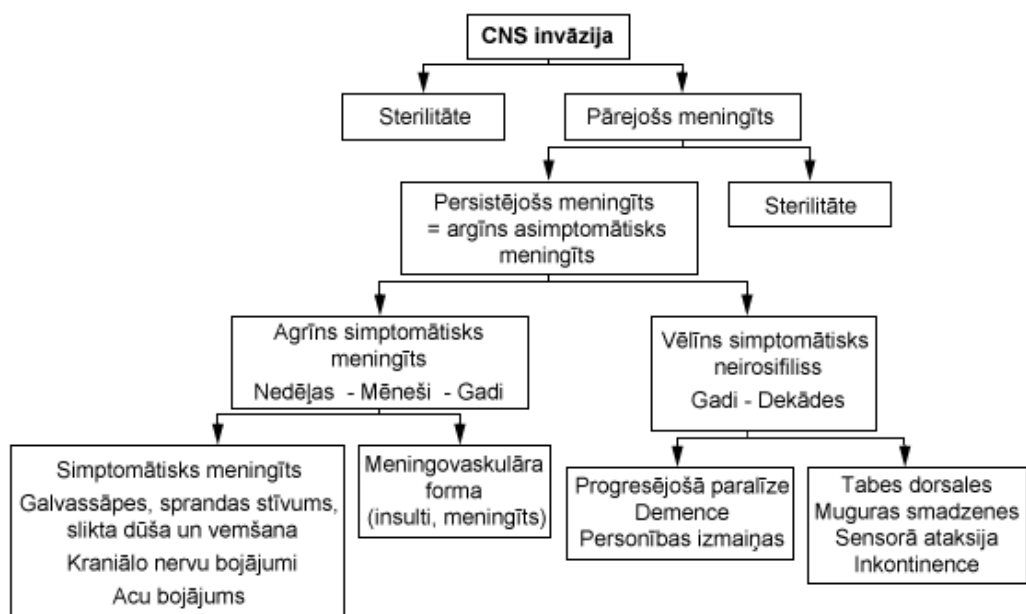 CNS invāzija
Sterilitāte
Pārejošs meningīts
Persistējošs meningīts
= argīns asimptomātisks
meningīts
Sterilitāte
Agrīns simptomātisks
meningīts
Nedēļas - Mēneši - Gadi
Vēlīns simptomātisks
neirosifiliss
Gadi - Dekādes
Simptomātisks meningīts
Galvassāpes, sprandas stīvums,
slikta dūša un vemšana
Kraniālo nervu bojājumi
Acu bojājums
Meningovaskulāra
forma
(insulti, meningīts)
Progresējošā paralīze
Demence
Personības izmaiņas
Tabes dorsales
Muguras smadzenes
Sensorā ataksija
Inkontinence